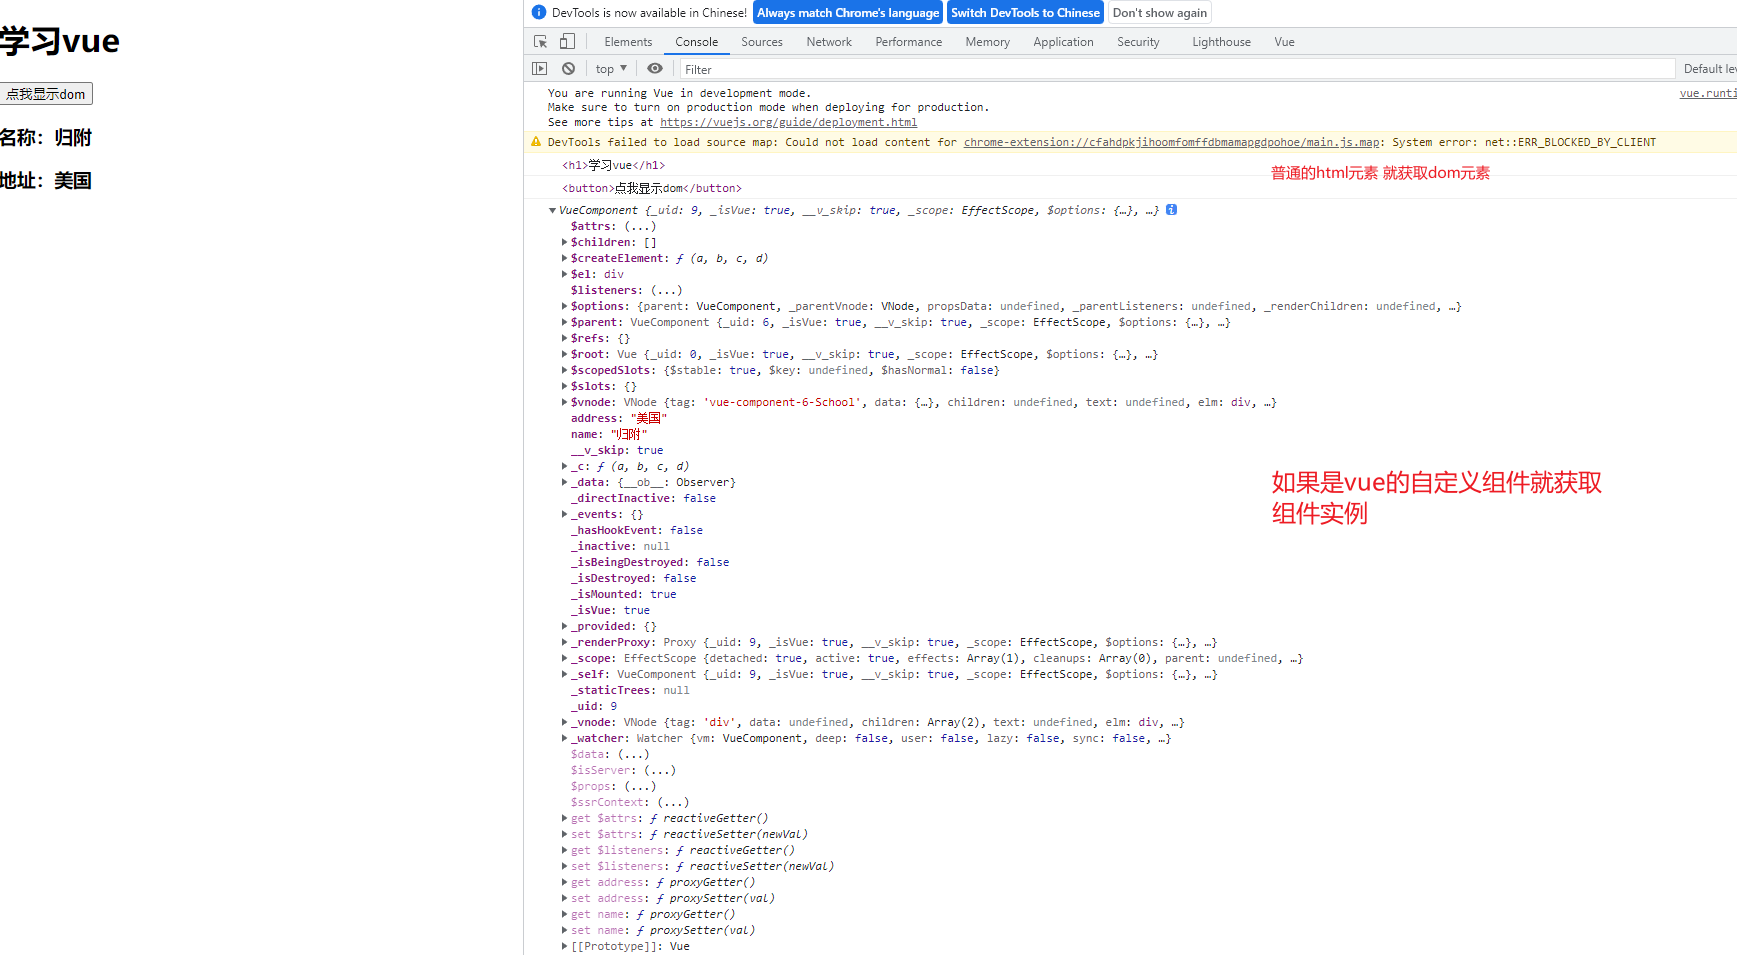 学习vue
点我显示dom
名称：归附
地址：美国
DevTools is now available in Chinese! Always match Chrome's language Switch DevTools to Chinese Don't show again
Elements Console Sources Network Performance Memory Application Security Lighthouse Vue
top ▼ Filter Default lev
You are running Vue in development mode. vue.runti
Make sure to turn on production mode when deploying for production.
See more tips at https://vuejs.org/guide/deployment.html
DevTools failed to load source map: Could not load content for chrome-extension://cfahdpkjihoomfomffdbmamapgdpohoe/main.js.map: System error: net::ERR_BLOCKED_BY_CLIENT
<h1>学习vue</h1>
普通的html元素 就获取dom元素
<button>点我显示dom</button>
VueComponent {_uid: 9, _isVue: true, __v_skip: true, _scope: EffectScope, $options: {…}, …}
$attrs: (...)
$children: []
$createElement: ƒ (a, b, c, d)
$el: div
$listeners: (...)
$options: {parent: VueComponent, _parentVnode: VNode, propsData: undefined, _parentListeners: undefined, _renderChildren: undefined, …}
$parent: VueComponent {_uid: 6, _isVue: true, __v_skip: true, _scope: EffectScope, $options: {…}, …}
$refs: {}
$root: Vue {_uid: 0, _isVue: true, __v_skip: true, _scope: EffectScope, $options: {…}, …}
$scopedSlots: {$stable: true, $key: undefined, $hasNormal: false}
$slots: {}
$vnode: VNode {tag: 'vue-component-6-School', data: {…}, children: undefined, text: undefined, elm: div, …}
address: "美国"
name: "归附"
__v_skip: true
_c: ƒ (a, b, c, d)
_data: {__ob__: Observer}
_directInactive: false
如果是vue的自定义组件就获取
组件实例
_events: {}
_hasHookEvent: false
_inactive: null
_isBeingDestroyed: false
_isDestroyed: false
_isMounted: true
_isVue: true
_provided: {}
_renderProxy: Proxy {_uid: 9, _isVue: true, __v_skip: true, _scope: EffectScope, $options: {…}, …}
_scope: EffectScope {detached: true, active: true, effects: Array(1), cleanups: Array(0), parent: undefined, …}
_self: VueComponent {_uid: 9, _isVue: true, __v_skip: true, _scope: EffectScope, $options: {…}, …}
_staticTrees: null
_uid: 9
_vnode: VNode {tag: 'div', data: undefined, children: Array(2), text: undefined, elm: div, …}
_watcher: Watcher {vm: VueComponent, deep: false, user: false, lazy: false, sync: false, …}
$data: (...)
$isServer: (...)
$props: (...)
$ssrContext: (...)
get $attrs: ƒ reactiveGetter()
set $attrs: ƒ reactiveSetter(newVal)
get $listeners: ƒ reactiveGetter()
set $listeners: ƒ reactiveSetter(newVal)
get address: ƒ proxyGetter()
set address: ƒ proxySetter(val)
get name: ƒ proxyGetter()
set name: ƒ proxySetter(val)
[[Prototype]]: Vue